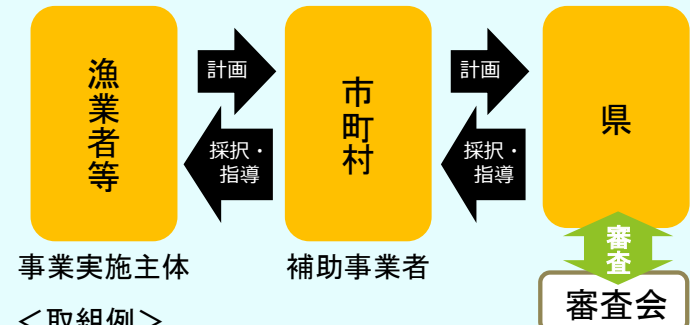 漁業者等
計画
採択・
指導
市町村
計画
採択・
指導
県
審査
事業実施主体
補助事業者
審査会
＜取組例＞